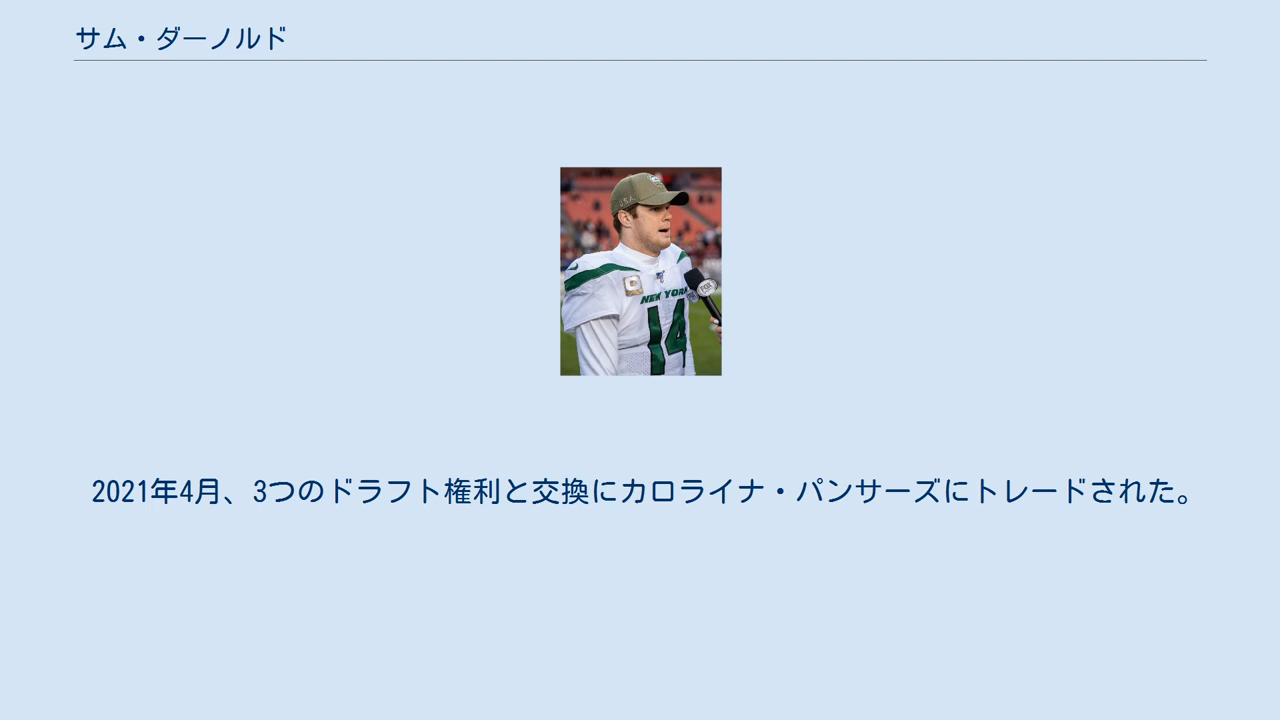 サム・ダーノルド
U.S.A.
NEW YORK
FOX
14
2021年4月、3つのドラフト権利と交換にカロライナ・パンサーズにトレードされた。